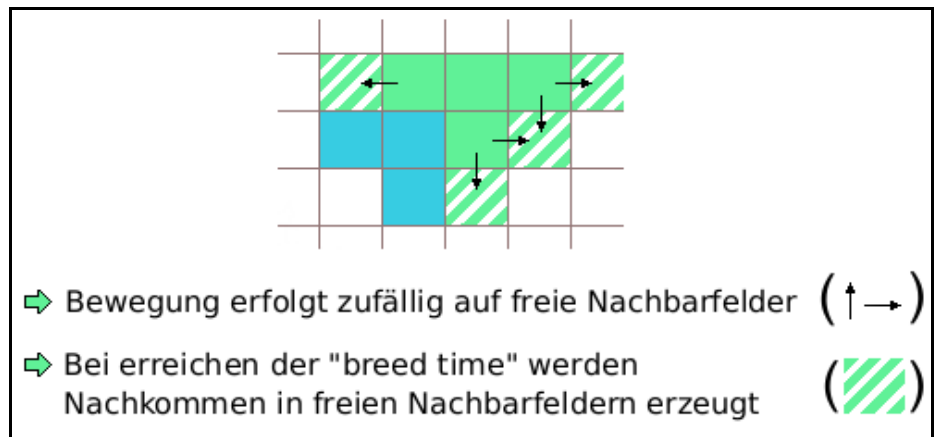 Bewegung erfolgt zufällig auf freie Nachbarfelder
Bei erreichen der "breed time" werden
Nachkommen in freien Nachbarfeldern erzeugt